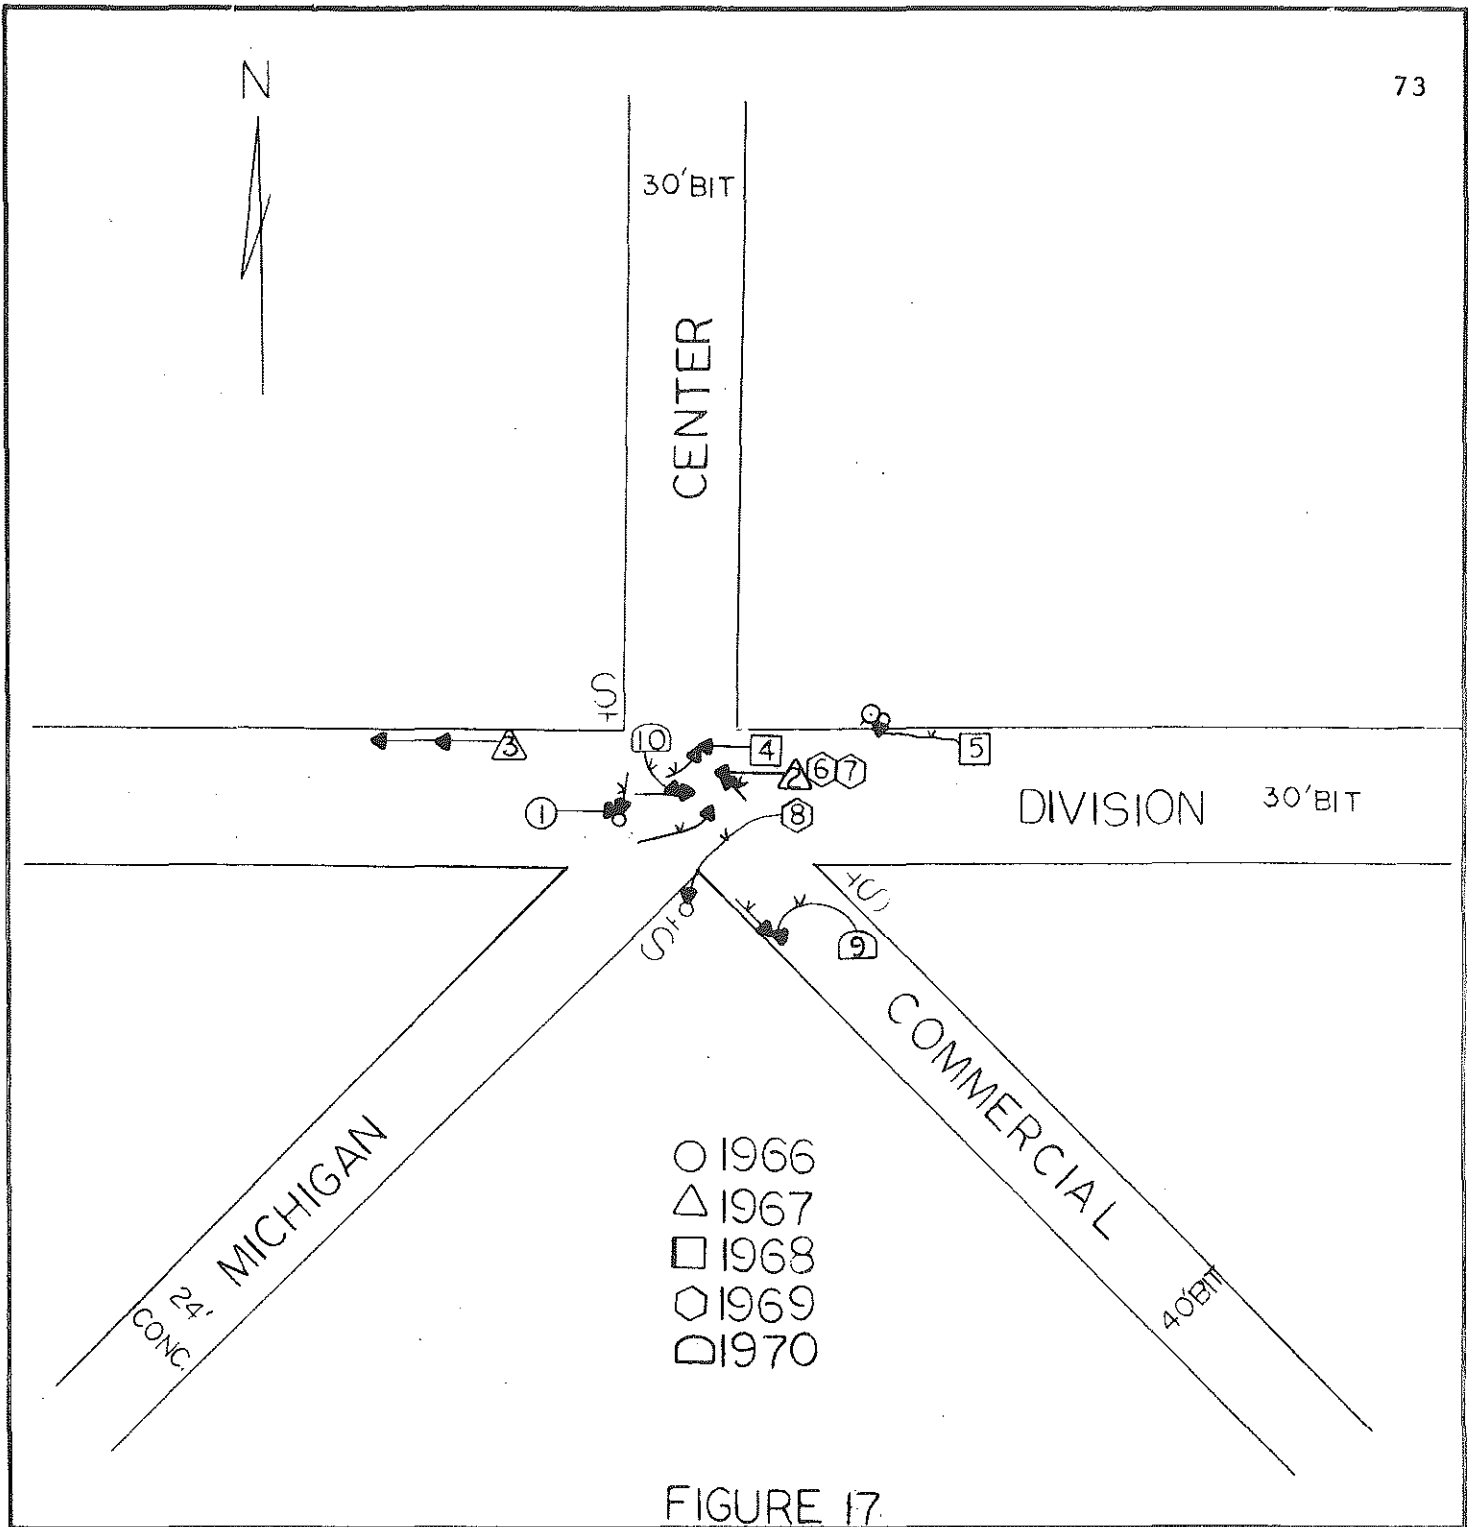 73
N
30'BIT
CENTER
S
10
4
5
3
2
6
7
1
8
DIVISION 30'BIT
S
S
9
COMMERCIAL
40'BIT
MICHIGAN
24'
CONC.
1966
1967
1968
1969
1970
FIGURE 17